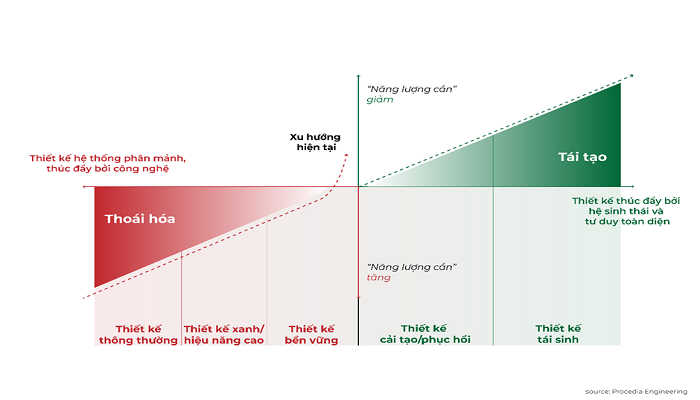 “Năng lượng cần”
giảm
Xu hướng
hiện tại
Thiết kế hệ thống phân mảnh,
thúc đẩy bởi công nghệ
Tái tạo
Thoái hóa
Thiết kế thúc đẩy bởi
hệ sinh thái và
tư duy toàn diện
“Năng lượng cần”
tăng
Thiết kế
thông thường
Thiết kế xanh/
hiệu năng cao
Thiết kế
bền vững
Thiết kế
cải tạo/phục hồi
Thiết kế
tái sinh
source: Procedia Engineering